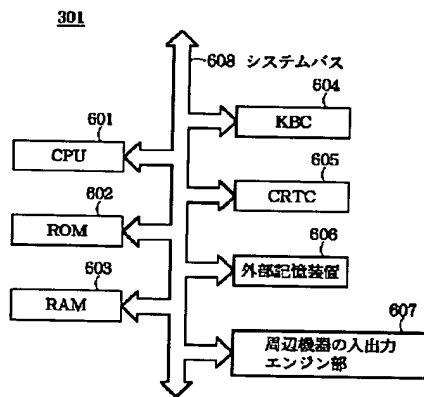 301
608 システムバス
604
KBC
601
CPU
605
CRTC
602
ROM
606
外部記憶装置
603
RAM
607
周辺機器の入出力
エンジン部